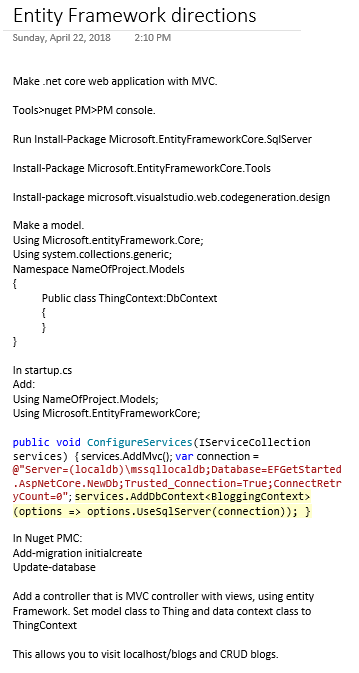 Entity Framework directions
Sunday, April 22, 2018 2:10 PM
Make .net core web application with MVC.
Tools>nuget PM>PM console.
Run Install-Package Microsoft.EntityFrameworkCore.SqlServer
Install-Package Microsoft.EntityFrameworkCore.Tools
Install-package microsoft.visualstudio.web.codegeneration.design
Make a model.
Using Microsoft.entityFramework.Core;
Using system.collections.generic;
Namespace NameOfProject.Models
{
Public class ThingContext:DbContext
{
}
}
In startup.cs
Add:
Using NameOfProject.Models;
Using Microsoft.EntityFrameworkCore;
public void ConfigureServices(IServiceCollection
services) { services.AddMvc(); var connection =
@"Server=(localdb)\mssqllocaldb;Database=EFGetStarted
.AspNetCore.NewDb;Trusted_Connection=True;ConnectRetr
yCount=0"; services.AddDbContext<BloggingContext>
(options => options.UseSqlServer(connection)); }
In Nuget PMC:
Add-migration initialcreate
Update-database
Add a controller that is MVC controller with views, using entity
Framework. Set model class to Thing and data context class to
ThingContext
This allows you to visit localhost/blogs and CRUD blogs.